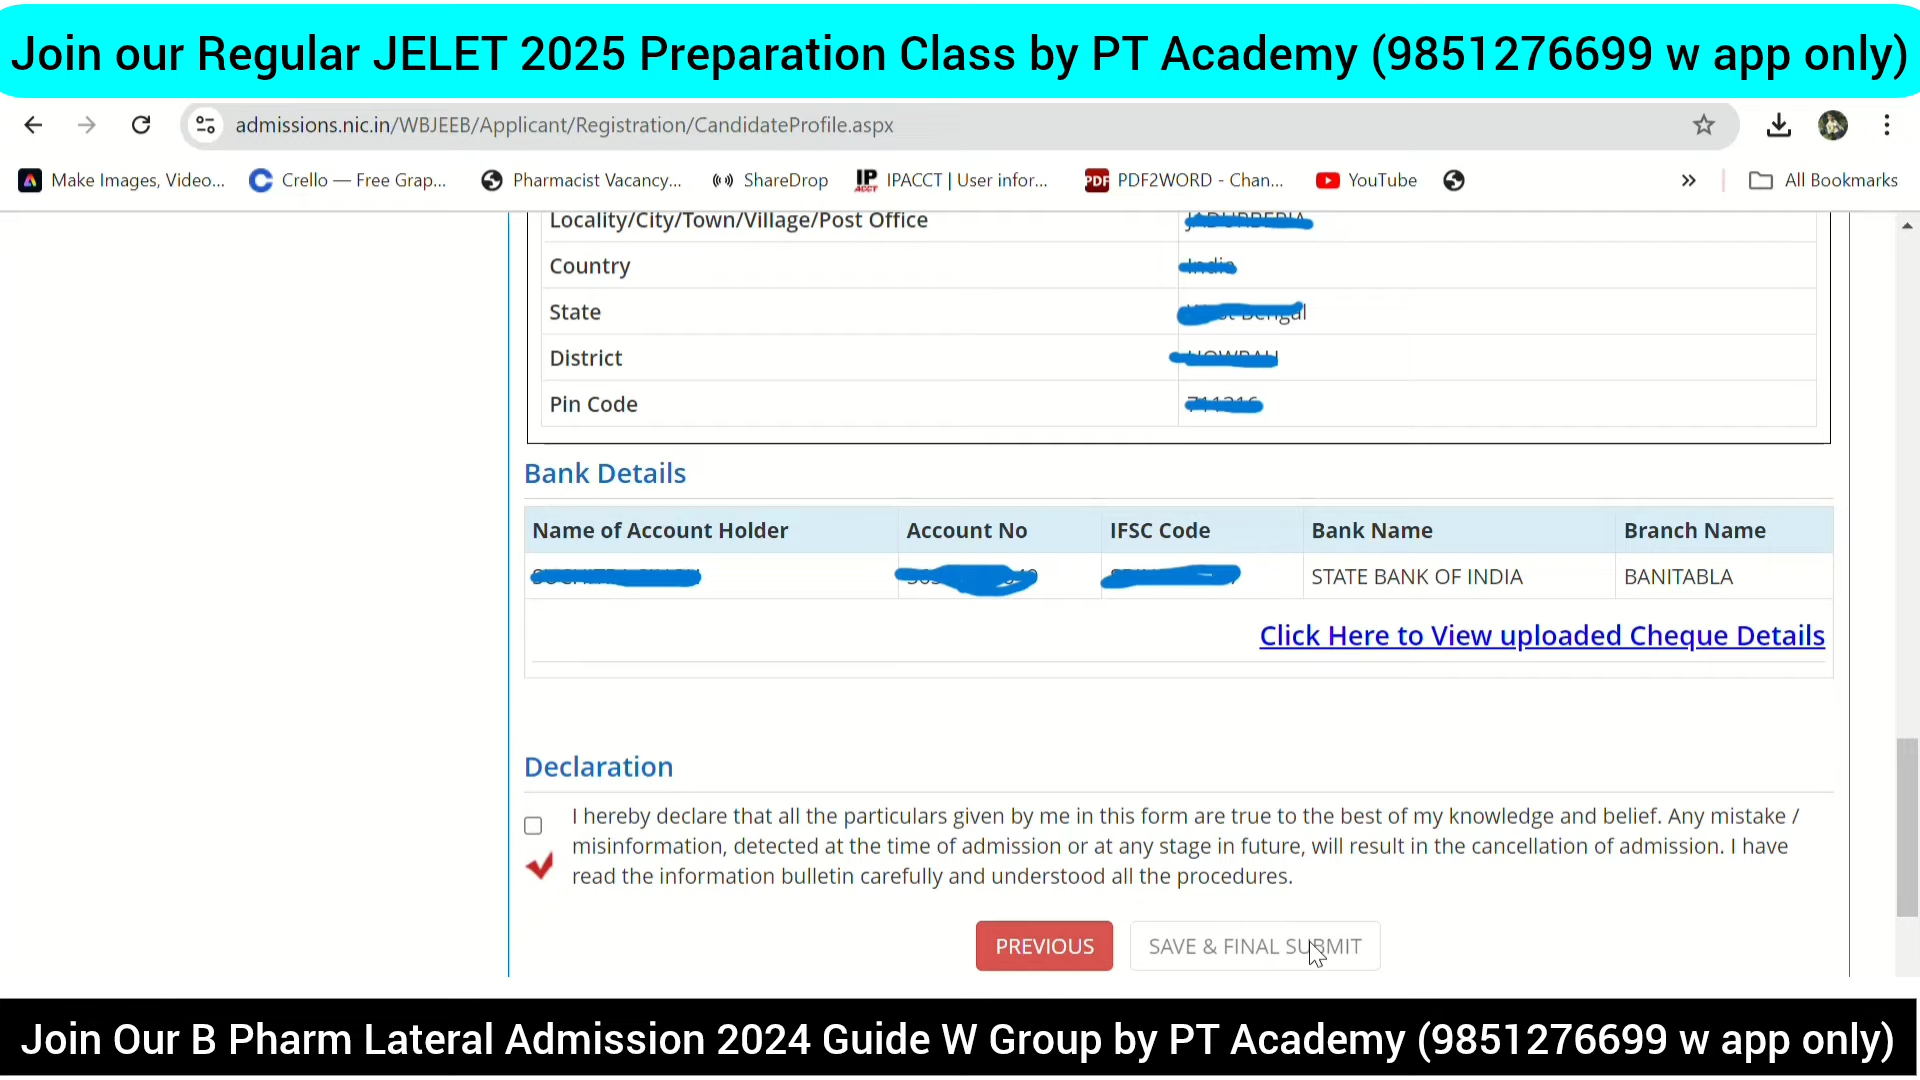 Join our Regular JELET 2025 Preparation Class by PT Academy (9851276699 w app only)
admissions.nic.in/WBJEEB/Applicant/Registration/CandidateProfile.aspx
Make Images, Video... Crello — Free Grap... Pharmacist Vacancy... ShareDrop IP ACCT IPACCT | User infor... PDF PDF2WORD - Chan... YouTube » All Bookmarks
Locality/City/Town/Village/Post Office
Country
State
District
Pin Code
Bank Details
Name of Account Holder Account No IFSC Code Bank Name Branch Name
STATE BANK OF INDIA BANITABLA
Click Here to View uploaded Cheque Details
Declaration
I hereby declare that all the particulars given by me in this form are true to the best of my knowledge and belief. Any mistake /
misinformation, detected at the time of admission or at any stage in future, will result in the cancellation of admission. I have
read the information bulletin carefully and understood all the procedures.
PREVIOUS SAVE & FINAL SUBMIT
Join Our B Pharm Lateral Admission 2024 Guide W Group by PT Academy (9851276699 w app only)